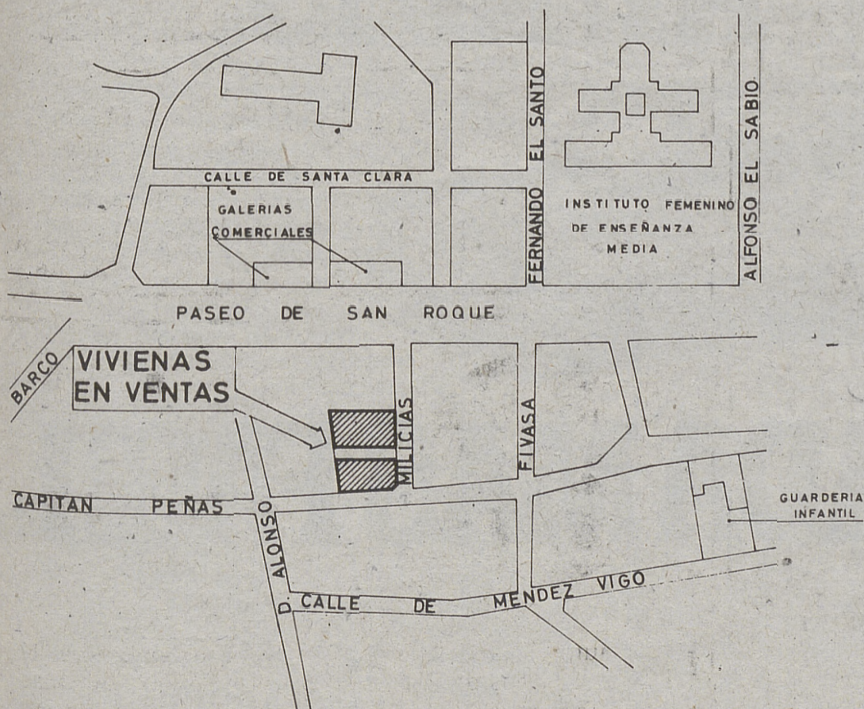 CALLE DE SANTA CLARA
GALERIAS
COMERCIALES
FERNANDO EL SANTO
INSTITUTO FEMENINO
DE ENSEÑANZA
MEDIA
ALFONSO EL SABIO
PASEO DE SAN ROQUE
BARCO
VIVIENAS
EN VENTAS
MILICIAS
FIVASA
CAPITAN PEÑAS
D. ALONSO
GUARDERIA
INFANTIL
CALLE DE MENDEZ VIGO